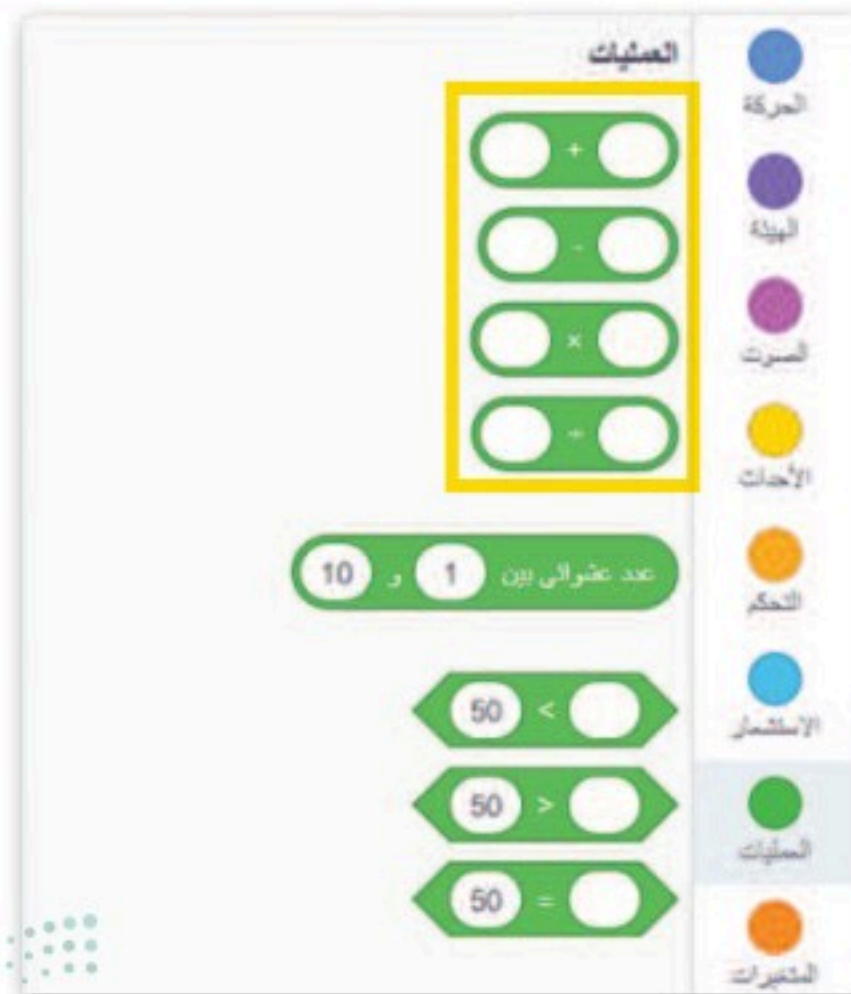 العمليات
+
-
×
÷
عدد عشوائي بين 1 و 10
< 50
> 50
= 50
الحركة
الهيئة
الصوت
الأحداث
التحكم
الاستشعار
العمليات
المتغيرات